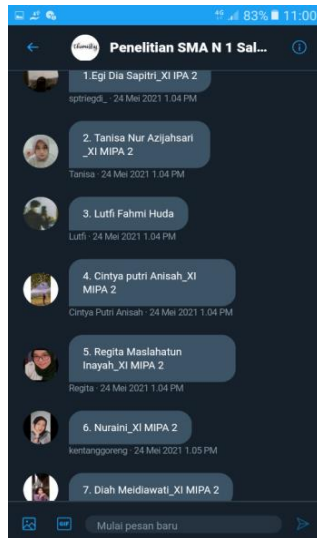 83% 11:00
Penelitian SMA N 1 Sal...
1.Egi Dia Sapitri_XI IPA 2
sptriegdi_ · 24 Mei 2021 1.04 PM
2. Tanisa Nur Azijahsari
_XI MIPA 2
Tanisa · 24 Mei 2021 1.04 PM
3. Lutfi Fahmi Huda
Lutfi · 24 Mei 2021 1.04 PM
4. Cintya putri Anisah_XI
MIPA 2
Cintya Putri Anisah · 24 Mei 2021 1.04 PM
5. Regita Maslahatun
Inayah_XI MIPA 2
Regita · 24 Mei 2021 1.04 PM
6. Nuraini_XI MIPA 2
kentanggoreng · 24 Mei 2021 1.05 PM
7. Diah Meidiawati_XI MIPA 2
GIF
Mulai pesan baru